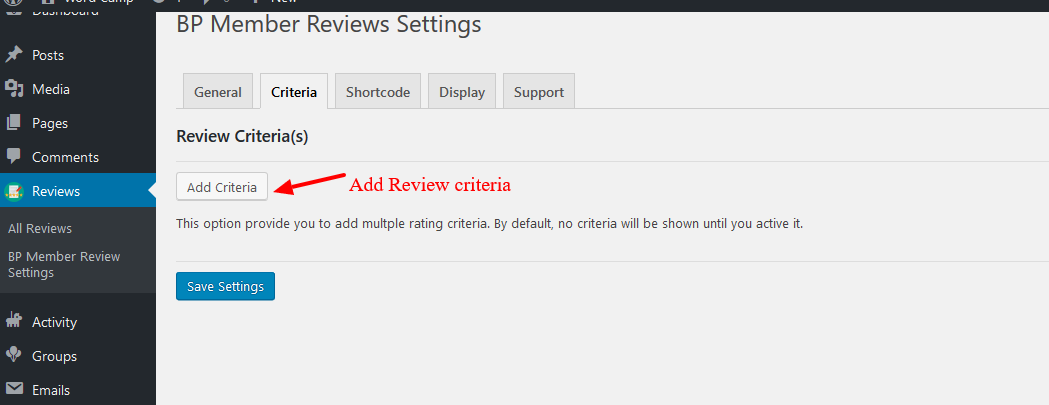 Dashboard
Word Camp
New
BP Member Reviews Settings
Posts
Media
Pages
Comments
Reviews
All Reviews
BP Member Review
Settings
Activity
Groups
Emails
General
Criteria
Shortcode
Display
Support
Review Criteria(s)
Add Criteria
Add Review criteria
This option provide you to add multple rating criteria. By default, no criteria will be shown until you active it.
Save Settings